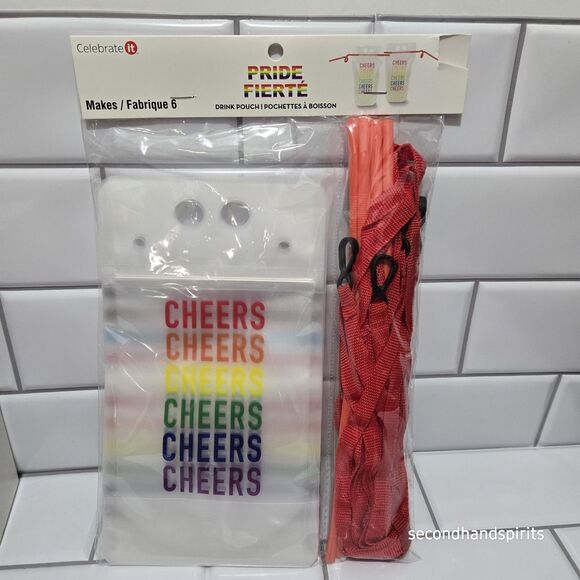 Celebrate it
PRIDE
FIERTÉ
Makes / Fabrique 6
DRINK POUCH | POCHETTES À BOISSON
CHEERS
CHEERS
CHEERS
CHEERS
CHEERS
CHEERS
secondhandspirits